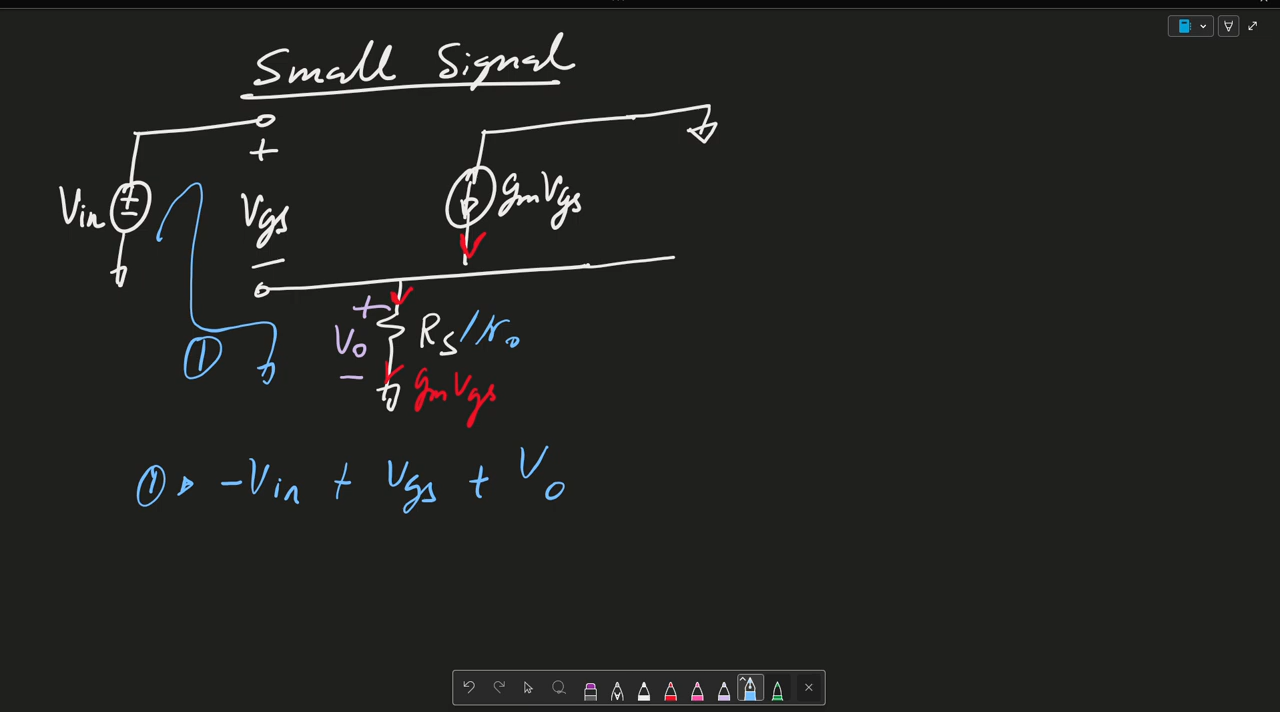 Small Signal
+
Vin
+
-
Vgs
gmVgs
-
+
Vo
-
Rs//ro
①
gmVgs
① ▸ -Vin + Vgs + Vo